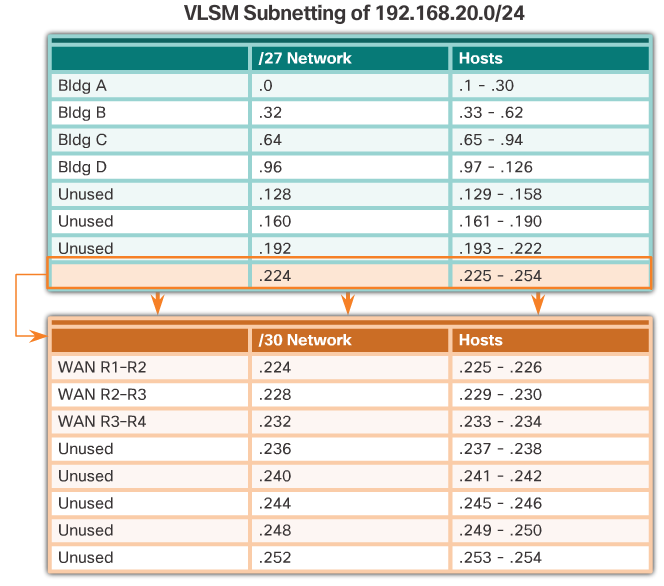 VLSM Subnetting of 192.168.20.0/24
/27 Network Hosts
Bldg A .0 .1 - .30
Bldg B .32 .33 - .62
Bldg C .64 .65 - .94
Bldg D .96 .97 - .126
Unused .128 .129 - .158
Unused .160 .161 - .190
Unused .192 .193 - .222
.224 .225 - .254
/30 Network Hosts
WAN R1-R2 .224 .225 - .226
WAN R2-R3 .228 .229 - .230
WAN R3-R4 .232 .233 - .234
Unused .236 .237 - .238
Unused .240 .241 - .242
Unused .244 .245 - .246
Unused .248 .249 - .250
Unused .252 .253 - .254